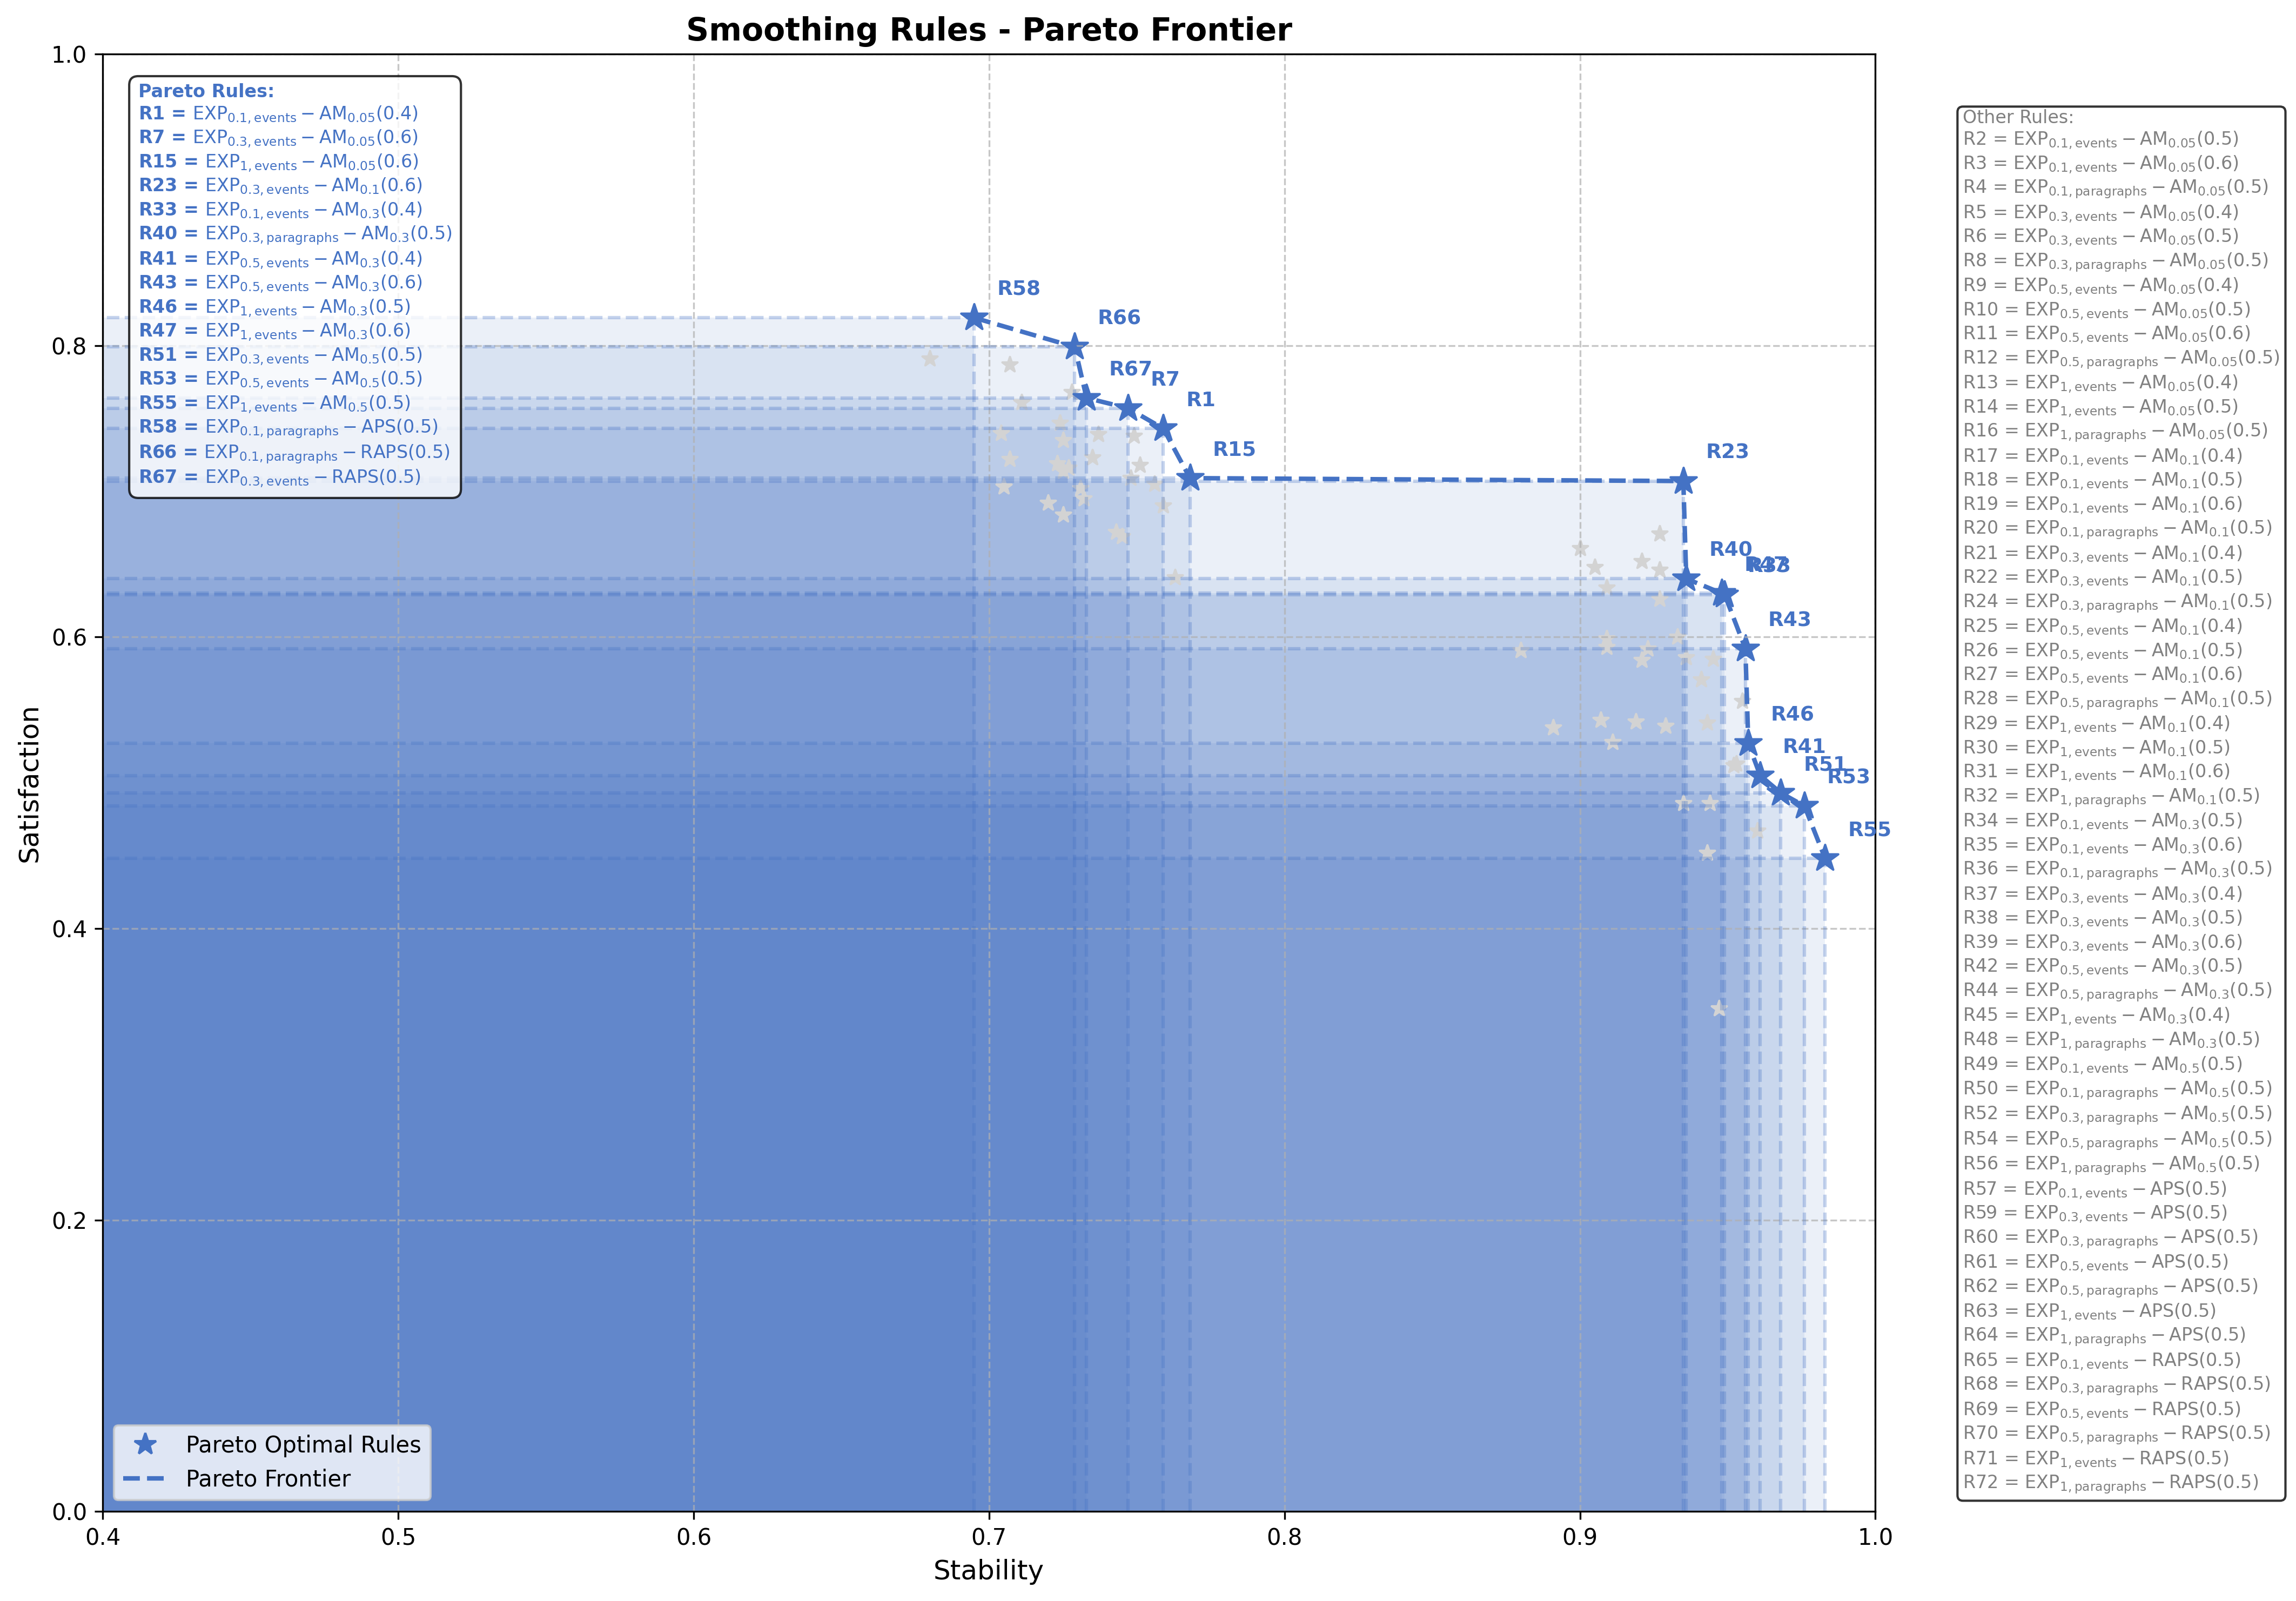 Smoothing Rules - Pareto Frontier
Pareto Rules:
R1 = EXP0.1, events − AM0.05(0.4)
R7 = EXP0.3, events − AM0.05(0.6)
R15 = EXP1, events − AM0.05(0.6)
R23 = EXP0.3, events − AM0.1(0.6)
R33 = EXP0.1, events − AM0.3(0.4)
R40 = EXP0.3, paragraphs − AM0.3(0.5)
R41 = EXP0.5, events − AM0.3(0.4)
R43 = EXP0.5, events − AM0.3(0.6)
R46 = EXP1, events − AM0.3(0.5)
R47 = EXP1, events − AM0.3(0.6)
R51 = EXP0.3, events − AM0.5(0.5)
R53 = EXP0.5, events − AM0.5(0.5)
R55 = EXP1, events − AM0.5(0.5)
R58 = EXP0.1, paragraphs − APS(0.5)
R66 = EXP0.1, paragraphs − RAPS(0.5)
R67 = EXP0.3, events − RAPS(0.5)
R58
R66
R67
R7
R1
R15
R23
R40
R47
R33
R43
R46
R41
R51
R53
R55
1.0
0.8
0.6
0.4
0.2
0.0
Satisfaction
Pareto Optimal Rules
Pareto Frontier
0.4
0.5
0.6
0.7
0.8
0.9
1.0
Stability
Other Rules:
R2 = EXP0.1, events − AM0.05(0.5)
R3 = EXP0.1, events − AM0.05(0.6)
R4 = EXP0.1, paragraphs − AM0.05(0.5)
R5 = EXP0.3, events − AM0.05(0.4)
R6 = EXP0.3, events − AM0.05(0.5)
R8 = EXP0.3, paragraphs − AM0.05(0.5)
R9 = EXP0.5, events − AM0.05(0.4)
R10 = EXP0.5, events − AM0.05(0.5)
R11 = EXP0.5, events − AM0.05(0.6)
R12 = EXP0.5, paragraphs − AM0.05(0.5)
R13 = EXP1, events − AM0.05(0.4)
R14 = EXP1, events − AM0.05(0.5)
R16 = EXP1, paragraphs − AM0.05(0.5)
R17 = EXP0.1, events − AM0.1(0.4)
R18 = EXP0.1, events − AM0.1(0.5)
R19 = EXP0.1, events − AM0.1(0.6)
R20 = EXP0.1, paragraphs − AM0.1(0.5)
R21 = EXP0.3, events − AM0.1(0.4)
R22 = EXP0.3, events − AM0.1(0.5)
R24 = EXP0.3, paragraphs − AM0.1(0.5)
R25 = EXP0.5, events − AM0.1(0.4)
R26 = EXP0.5, events − AM0.1(0.5)
R27 = EXP0.5, events − AM0.1(0.6)
R28 = EXP0.5, paragraphs − AM0.1(0.5)
R29 = EXP1, events − AM0.1(0.4)
R30 = EXP1, events − AM0.1(0.5)
R31 = EXP1, events − AM0.1(0.6)
R32 = EXP1, paragraphs − AM0.1(0.5)
R34 = EXP0.1, events − AM0.3(0.5)
R35 = EXP0.1, events − AM0.3(0.6)
R36 = EXP0.1, paragraphs − AM0.3(0.5)
R37 = EXP0.3, events − AM0.3(0.4)
R38 = EXP0.3, events − AM0.3(0.5)
R39 = EXP0.3, events − AM0.3(0.6)
R42 = EXP0.5, events − AM0.3(0.5)
R44 = EXP0.5, paragraphs − AM0.3(0.5)
R45 = EXP1, events − AM0.3(0.4)
R48 = EXP1, paragraphs − AM0.3(0.5)
R49 = EXP0.1, events − AM0.5(0.5)
R50 = EXP0.1, paragraphs − AM0.5(0.5)
R52 = EXP0.3, paragraphs − AM0.5(0.5)
R54 = EXP0.5, paragraphs − AM0.5(0.5)
R56 = EXP1, paragraphs − AM0.5(0.5)
R57 = EXP0.1, events − APS(0.5)
R59 = EXP0.3, events − APS(0.5)
R60 = EXP0.3, paragraphs − APS(0.5)
R61 = EXP0.5, events − APS(0.5)
R62 = EXP0.5, paragraphs − APS(0.5)
R63 = EXP1, events − APS(0.5)
R64 = EXP1, paragraphs − APS(0.5)
R65 = EXP0.1, events − RAPS(0.5)
R68 = EXP0.3, paragraphs − RAPS(0.5)
R69 = EXP0.5, events − RAPS(0.5)
R70 = EXP0.5, paragraphs − RAPS(0.5)
R71 = EXP1, events − RAPS(0.5)
R72 = EXP1, paragraphs − RAPS(0.5)